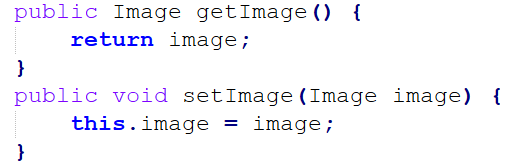 public Image getImage() {
    return image;
}
public void setImage(Image image) {
    this.image = image;
}